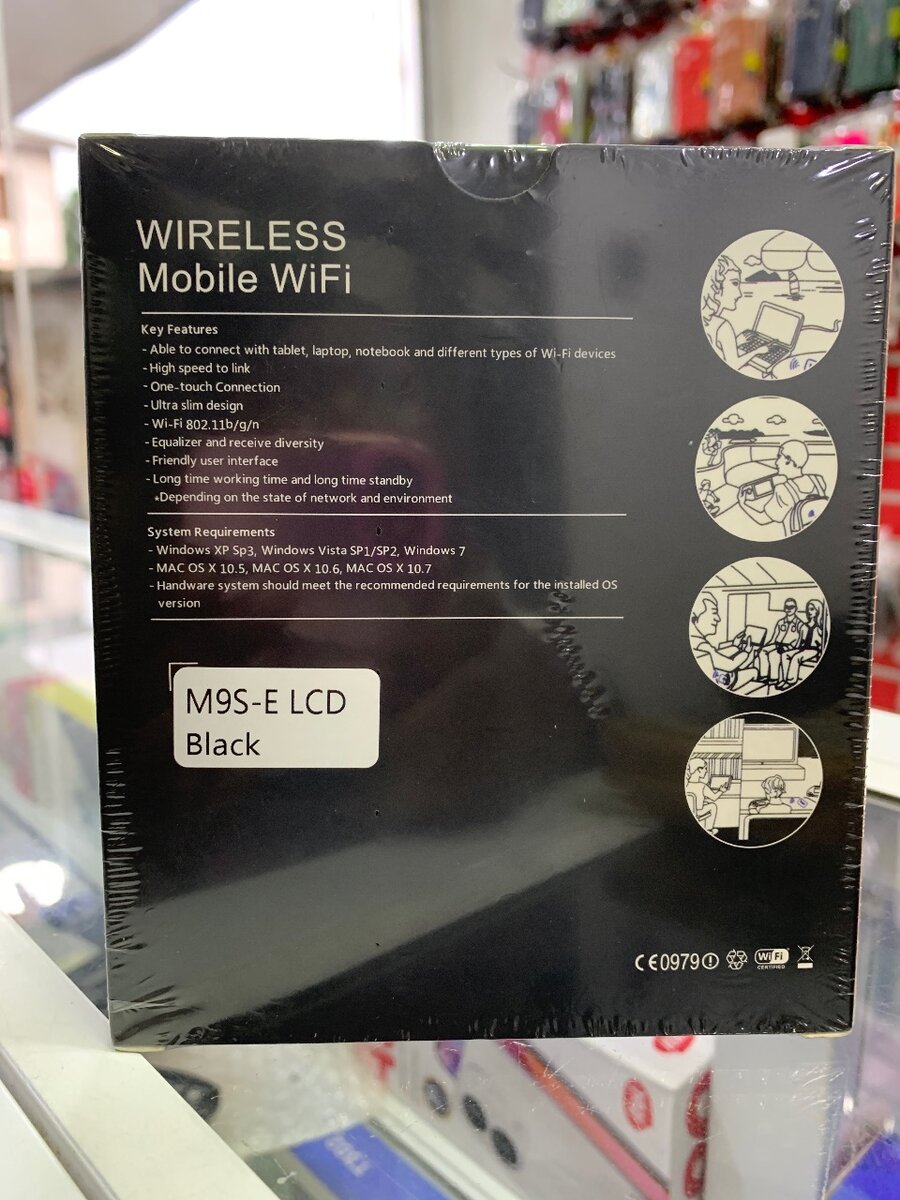 WIRELESS
Mobile WiFi
Key Features
- Able to connect with tablet, laptop, notebook and different types of Wi-Fi devices
- High speed to link
- One-touch Connection
- Ultra slim design
- Wi-Fi 802.11b/g/n
- Equalizer and receive diversity
- Friendly user interface
- Long time working time and long time standby
*Depending on the state of network and environment
System Requirements
- Windows XP Sp3, Windows Vista SP1/SP2, Windows 7
- MAC OS X 10.5, MAC OS X 10.6, MAC OS X 10.7
- Hardware system should meet the recommended requirements for the installed OS
version
M9S-E LCD
Black
CE0979 Wi Fi
CERTIFIED